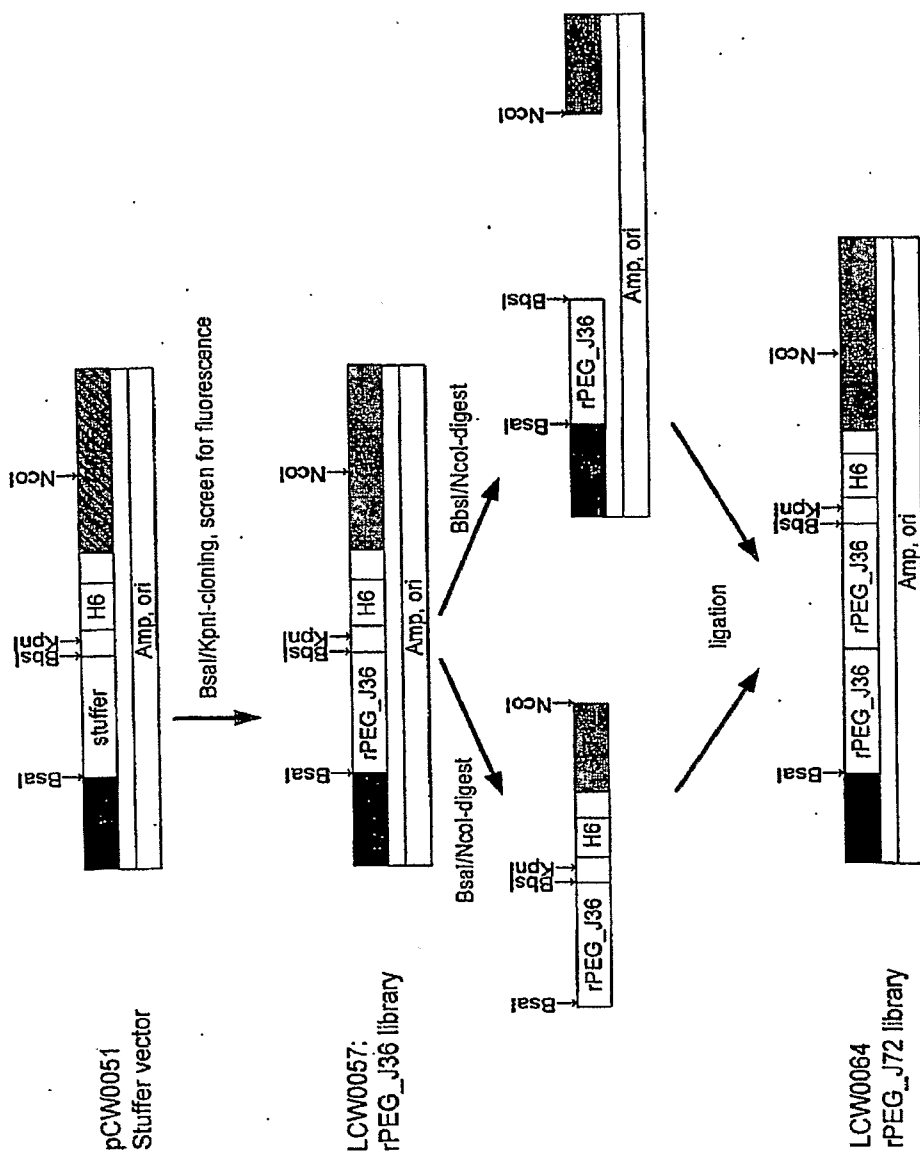 pCW0051
Stuffer vector
BsaI
stuffer
BbsI
KpnI
H6
NcoI
Amp, ori
BsaI/KpnI-cloning, screen for fluorescence
LCW0057:
rPEG_J36 library
BsaI
rPEG_J36
BbsI
KpnI
H6
NcoI
Amp, ori
BsaI/NcoI-digest
BbsI/NcoI-digest
BsaI
rPEG_J36
BbsI
KpnI
H6
NcoI
BsaI
rPEG_J36
BbsI
NcoI
Amp, ori
ligation
LCW0064
rPEG_J72 library
BsaI
rPEG_J36
rPEG_J36
BbsI
KpnI
H6
NcoI
Amp, ori